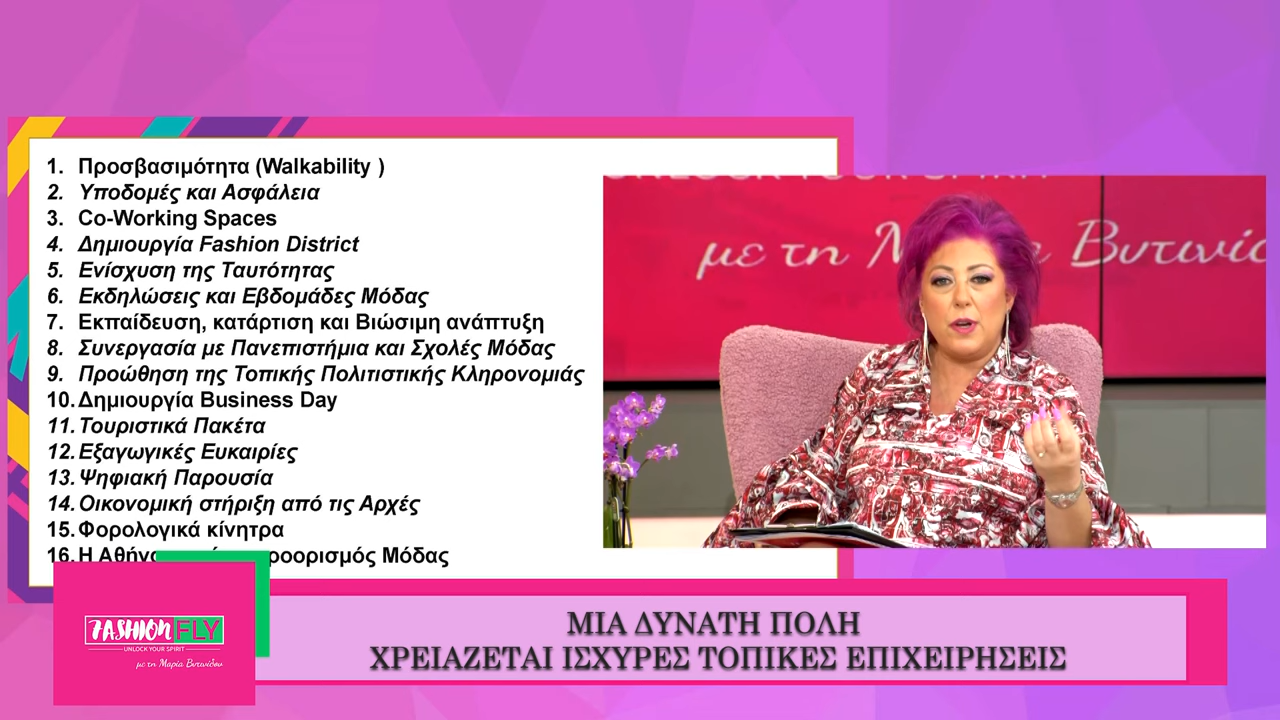 1. Προσβασιμότητα (Walkability )
2. Υποδομές και Ασφάλεια
3. Co-Working Spaces
4. Δημιουργία Fashion District
5. Ενίσχυση της Ταυτότητας
6. Εκδηλώσεις και Εβδομάδες Μόδας
7. Εκπαίδευση, κατάρτιση και Βιώσιμη ανάπτυξη
8. Συνεργασία με Πανεπιστήμια και Σχολές Μόδας
9. Προώθηση της Τοπικής Πολιτιστικής Κληρονομιάς
10. Δημιουργία Business Day
11. Τουριστικά Πακέτα
12. Εξαγωγικές Ευκαιρίες
13. Ψηφιακή Παρουσία
14. Οικονομική στήριξη από τις Αρχές
15. Φορολογικά κίνητρα
16. Η Μόδας
UNLOCK YOUR SPIRIT
με τη
FASHION FLY
UNLOCK YOUR SPIRIT
με τη Μαρία Βυτινίδου
ΜΙΑ ΔΥΝΑΤΗ ΠΟΛΗ
ΧΡΕΙΑΖΕΤΑΙ ΙΣΧΥΡΕΣ ΤΟΠΙΚΕΣ ΕΠΙΧΕΙΡΗΣΕΙΣ